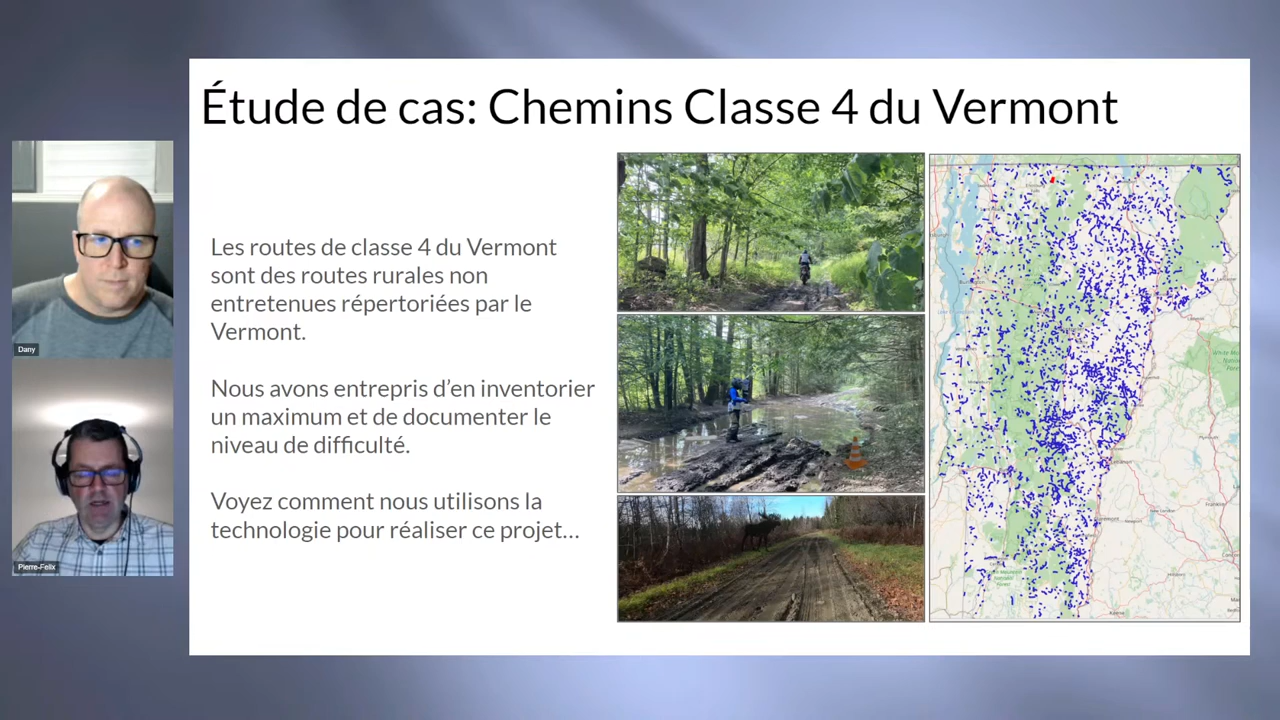 Étude de cas: Chemins Classe 4 du Vermont
Les routes de classe 4 du Vermont
sont des routes rurales non
entretenues répertoriées par le
Vermont.
Nous avons entrepris d’en inventorier
un maximum et de documenter le
niveau de difficulté.
Voyez comment nous utilisons la
technologie pour réaliser ce projet...
Dany
Pierre-Felix